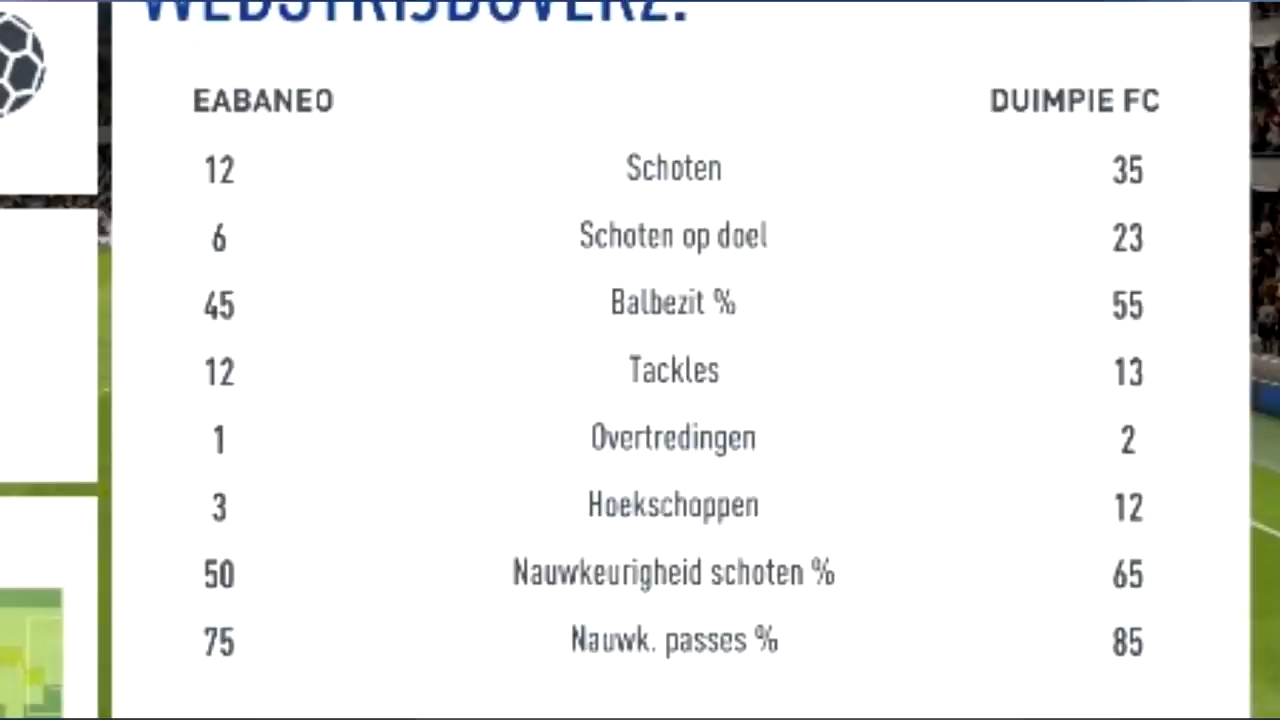 WEDSTRIJDOVERZ.
EABANEO DUIMPIE FC
12 Schoten 35
6 Schoten op doel 23
45 Balbezit % 55
12 Tackles 13
1 Overtredingen 2
3 Hoekschoppen 12
50 Nauwkeurigheid schoten % 65
75 Nauwk. passes % 85